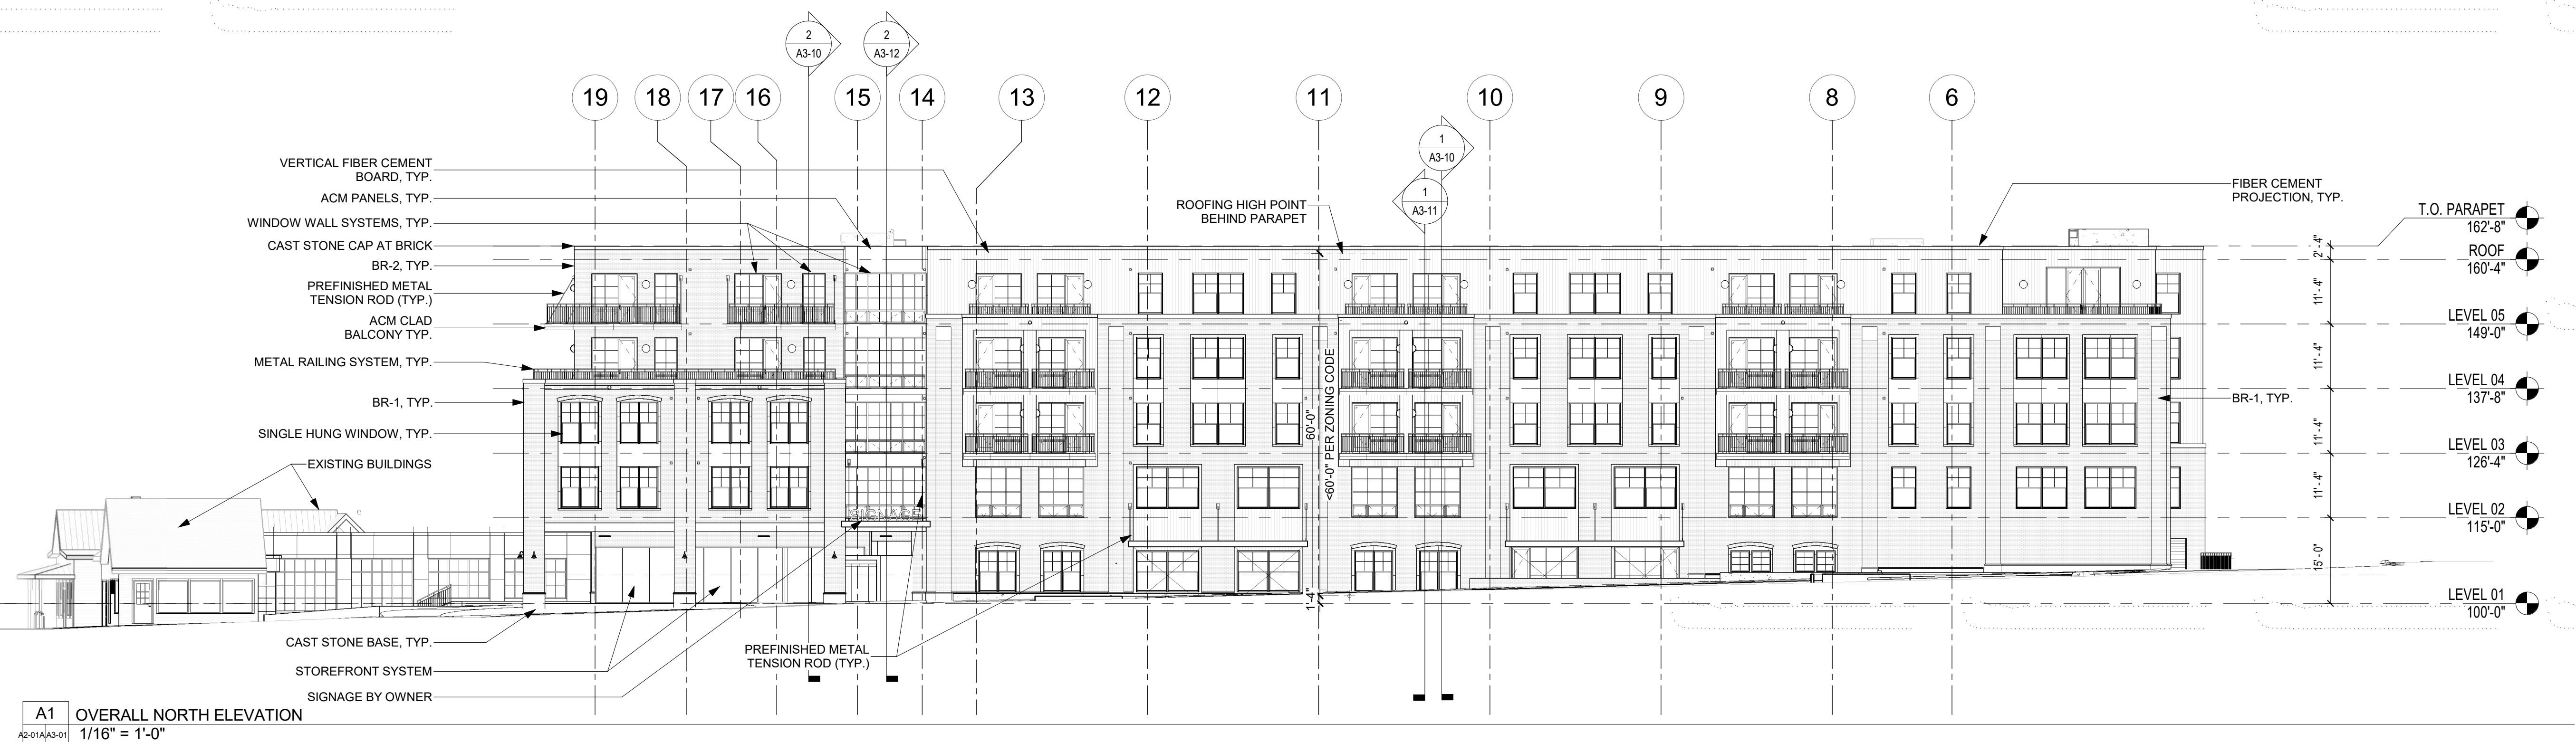 2
A3-10
2
A3-12
19
18
17
16
15
14
13
12
11
10
9
8
6
1
A3-10
1
A3-11
VERTICAL FIBER CEMENT
BOARD, TYP.
ACM PANELS, TYP.
WINDOW WALL SYSTEMS, TYP.
CAST STONE CAP AT BRICK
BR-2, TYP.
PREFINISHED METAL
TENSION ROD (TYP.)
ACM CLAD
BALCONY TYP.
METAL RAILING SYSTEM, TYP.
BR-1, TYP.
SINGLE HUNG WINDOW, TYP.
EXISTING BUILDINGS
CAST STONE BASE, TYP.
STOREFRONT SYSTEM
SIGNAGE BY OWNER
SIGNAGE
PREFINISHED METAL
TENSION ROD (TYP.)
ROOFING HIGH POINT
BEHIND PARAPET
60'-0"
<60'-0" PER ZONING CODE
1'-4"
FIBER CEMENT
PROJECTION, TYP.
BR-1, TYP.
2'-4"
11'-4"
11'-4"
11'-4"
11'-4"
15'-0"
T.O. PARAPET
162'-8"
ROOF
160'-4"
LEVEL 05
149'-0"
LEVEL 04
137'-8"
LEVEL 03
126'-4"
LEVEL 02
115'-0"
LEVEL 01
100'-0"
A1
OVERALL NORTH ELEVATION
A2-01A
A3-01
1/16" = 1'-0"